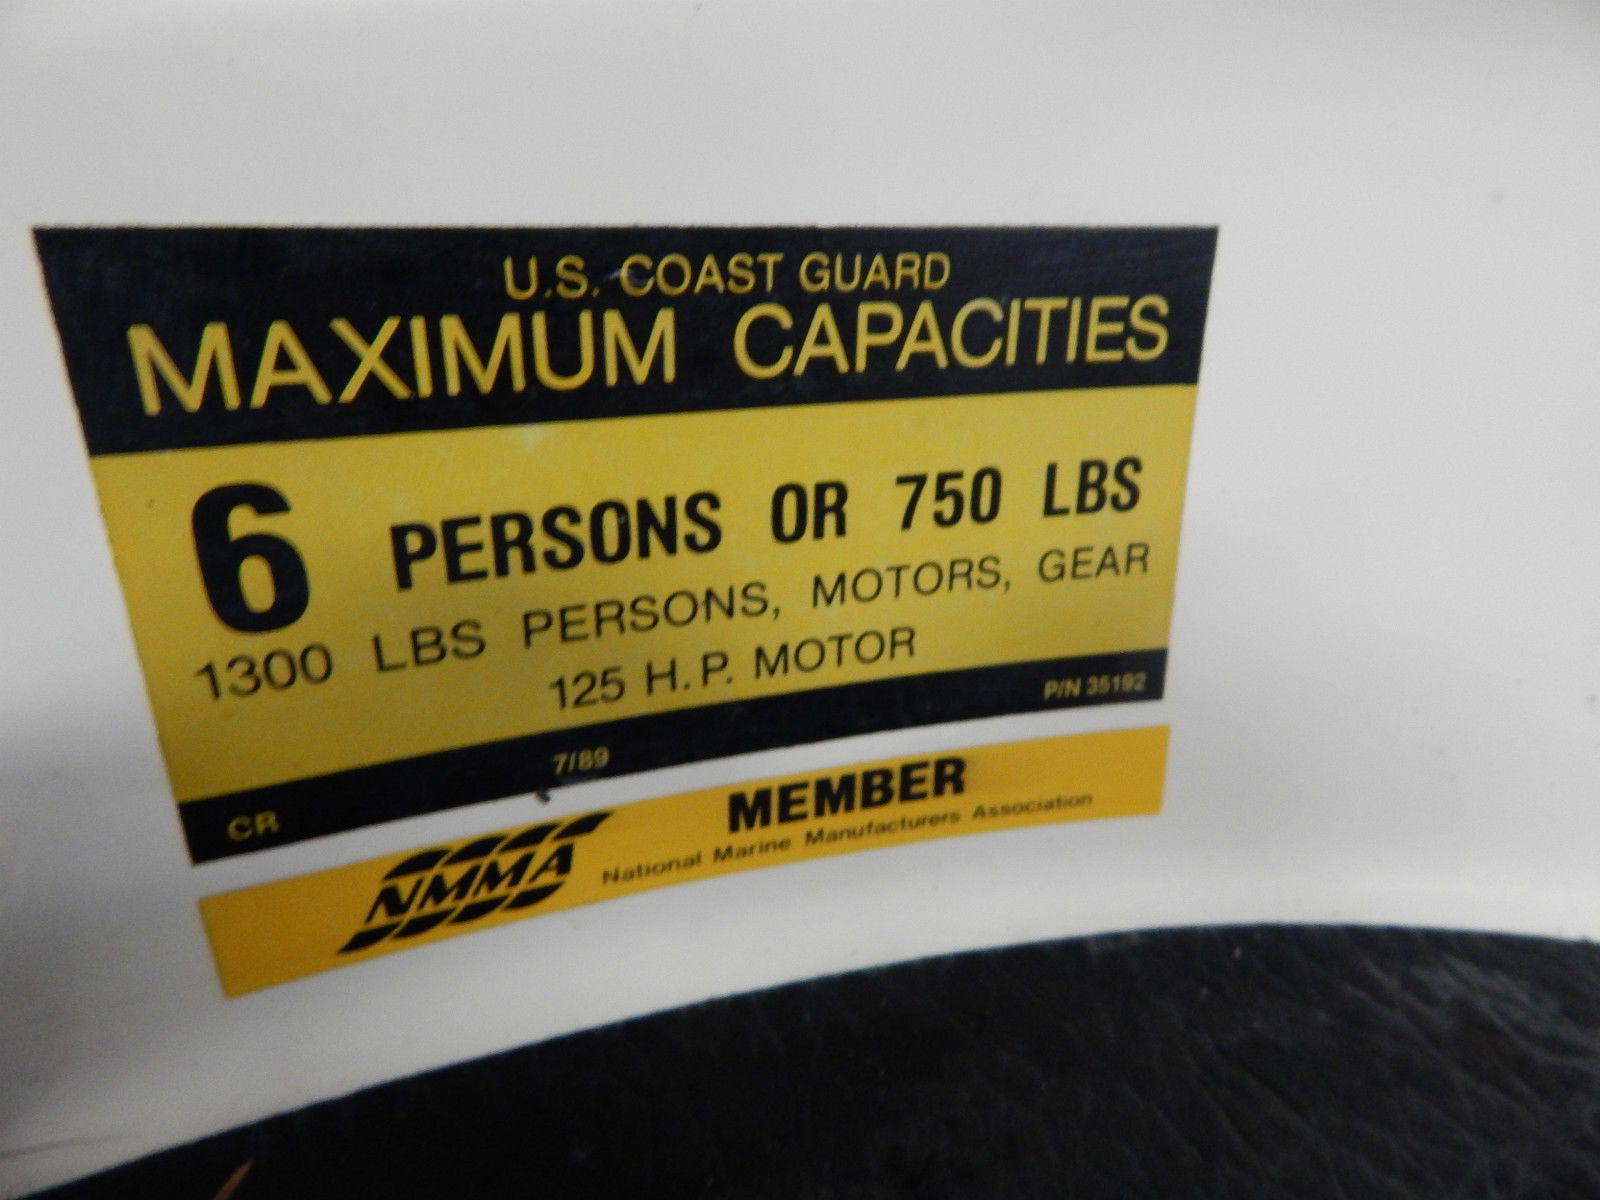 U.S. COAST GUARD
MAXIMUM CAPACITIES
6 PERSONS OR 750 LBS
1300 LBS PERSONS, MOTORS, GEAR
125 H.P. MOTOR
CR 7/89 P/N 35192
NMMA MEMBER
National Marine Manufacturers Association